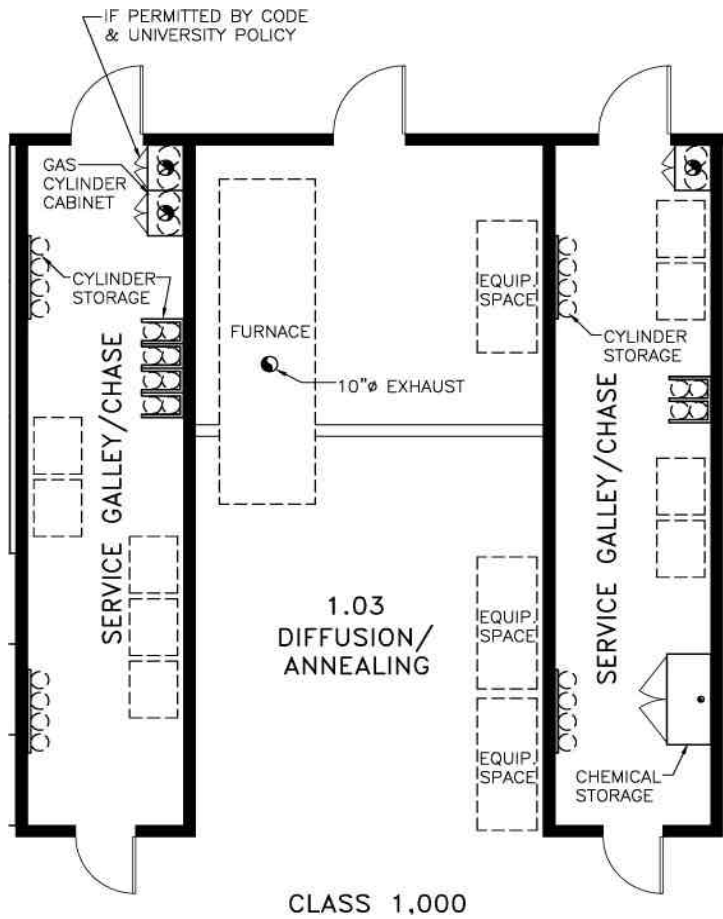 IF PERMITTED BY CODE
& UNIVERSITY POLICY
GAS
CYLINDER
CABINET
CYLINDER
STORAGE
SERVICE GALLEY/CHASE
FURNACE
10"ø EXHAUST
EQUIP.
SPACE
CYLINDER
STORAGE
SERVICE GALLEY/CHASE
1.03
DIFFUSION/
ANNEALING
EQUIP.
SPACE
EQUIP.
SPACE
CHEMICAL
STORAGE
CLASS 1,000